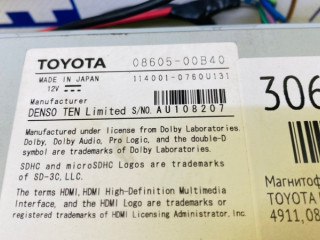 TOYOTA 08605-00B40
MADE IN JAPAN 114001-0760U131
12V
Manufacturer
DENSO TEN Limited S/NO. AU108207
Manufactured under license from Dolby Laboratories.
Dolby, Dolby Audio, Pro Logic, and the double-D
symbol are trademarks of Dolby Laboratories.
SDHC and microSDHC Logos are trademarks
of SD-3C, LLC.
The terms HDMI, HDMI High-Definition Multimedia
Interface, and the HDMI Logo are trademarks or
registered trademarks of HDMI Licensing Administrator, Inc.
306
Магнитоф
TOYOTA
4911,08